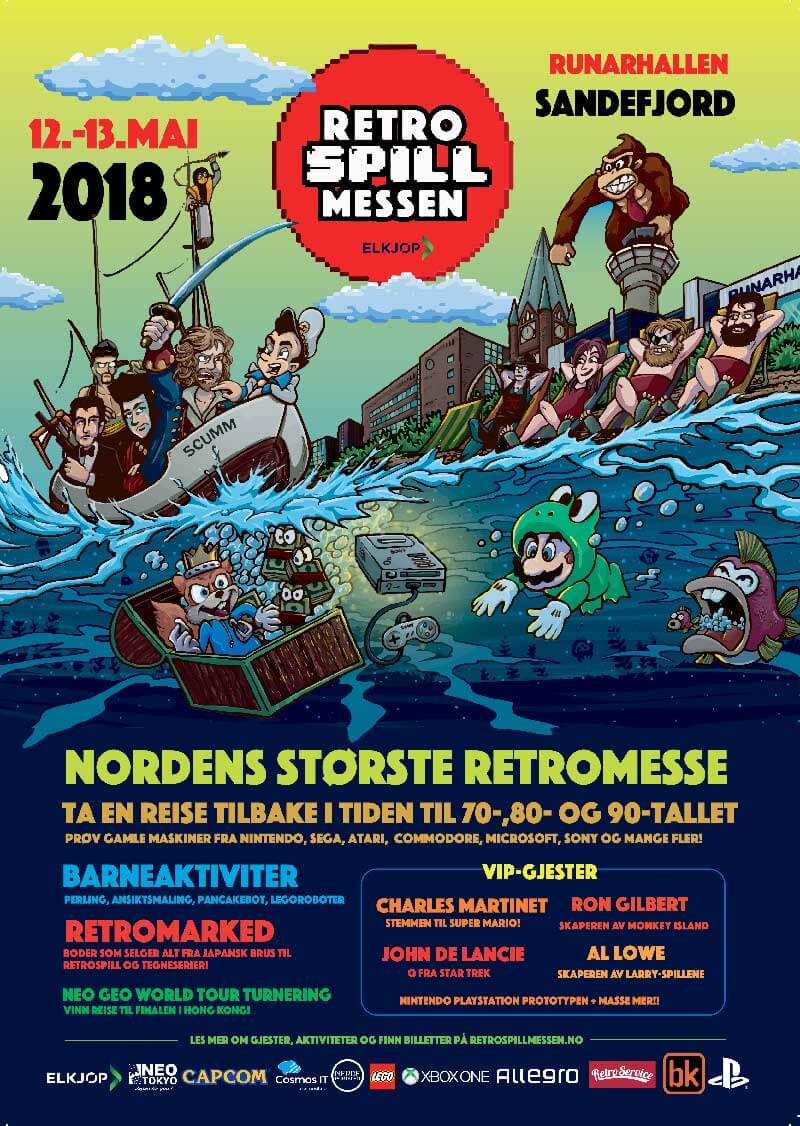 12.-13.MAI
2018
RETRO
SPILL
MESSEN
ELKJOP
RUNARHALLEN
SANDEFJORD
RUNARHA
SCUMM
NORDENS STØRSTE RETROMESSE
TA EN REISE TILBAKE I TIDEN TIL 70-,80- OG 90-TALLET
PRØV GAMLE MASKINER FRA NINTENDO, SEGA, ATARI, COMMODORE, MICROSOFT, SONY OG MANGE FLER!
BARNEAKTIVITER
PERLING, ANSIKTSMALING, PANCAKEBOT, LEGOROBOTER
RETROMARKED
BODER SOM SELGER ALT FRA JAPANSK BRUS TIL
RETROSPILL OG TEGNESERIER!
NEO GEO WORLD TOUR TURNERING
VINN REISE TIL FINALEN I HONG KONG!
VIP-GJESTER
CHARLES MARTINET
STEMMEN TIL SUPER MARIO!
RON GILBERT
SKAPEREN AV MONKEY ISLAND
JOHN DE LANCIE
Q FRA STAR TREK
AL LOWE
SKAPEREN AV LARRY-SPILLENE
NINTENDO PLAYSTATION PROTOTYPEN + MASSE MER!!
LES MER OM GJESTER, AKTIVITETER OG FINN BILLETTER PÅ RETROSPILLMESSEN.NO
ELKJOP
NEO
TOKYO
CAPCOM
Cosmos IT
LEGO
XBOX ONE
Allegro
Retro Service
bk